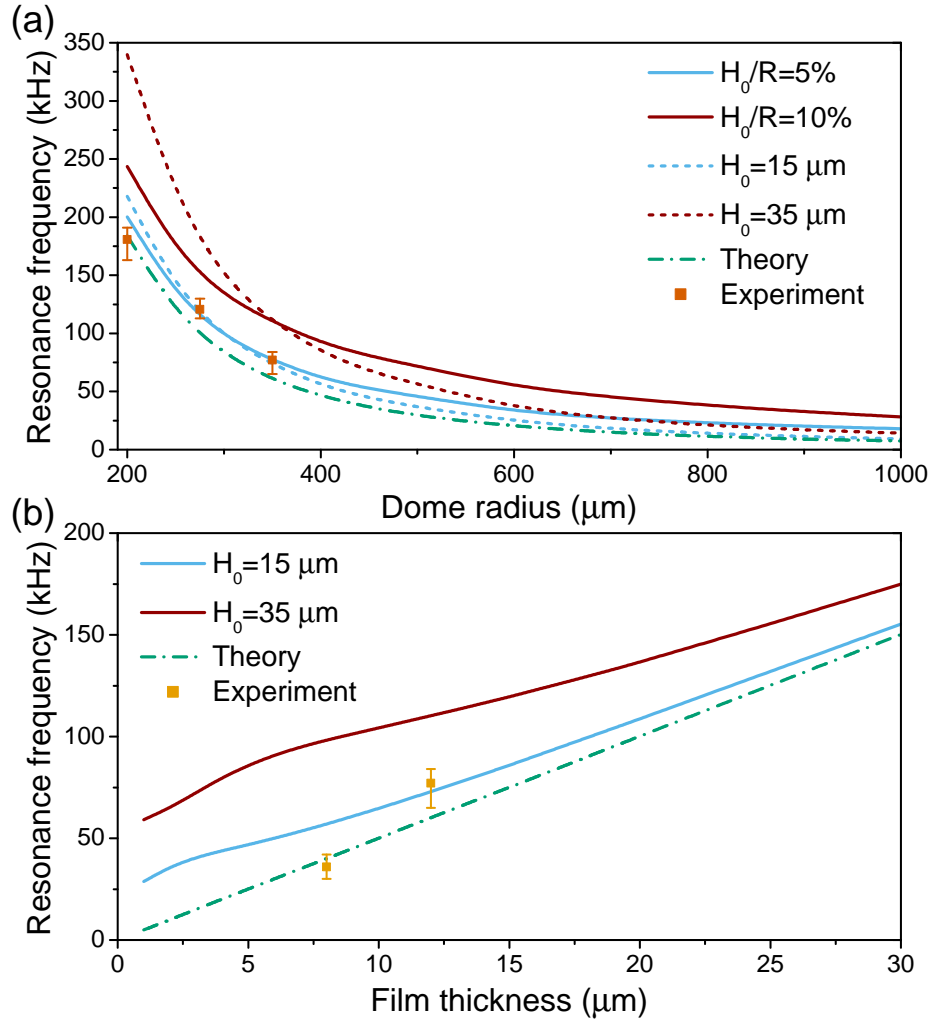 (a)
Resonance frequency (kHz)
350
300
250
200
150
100
50
0
H₀/R=5%
H₀/R=10%
H₀=15 μm
H₀=35 μm
Theory
Experiment
200
400
600
800
1000
Dome radius (μm)
(b)
Resonance frequency (kHz)
200
150
100
50
0
H₀=15 μm
H₀=35 μm
Theory
Experiment
0
5
10
15
20
25
30
Film thickness (μm)